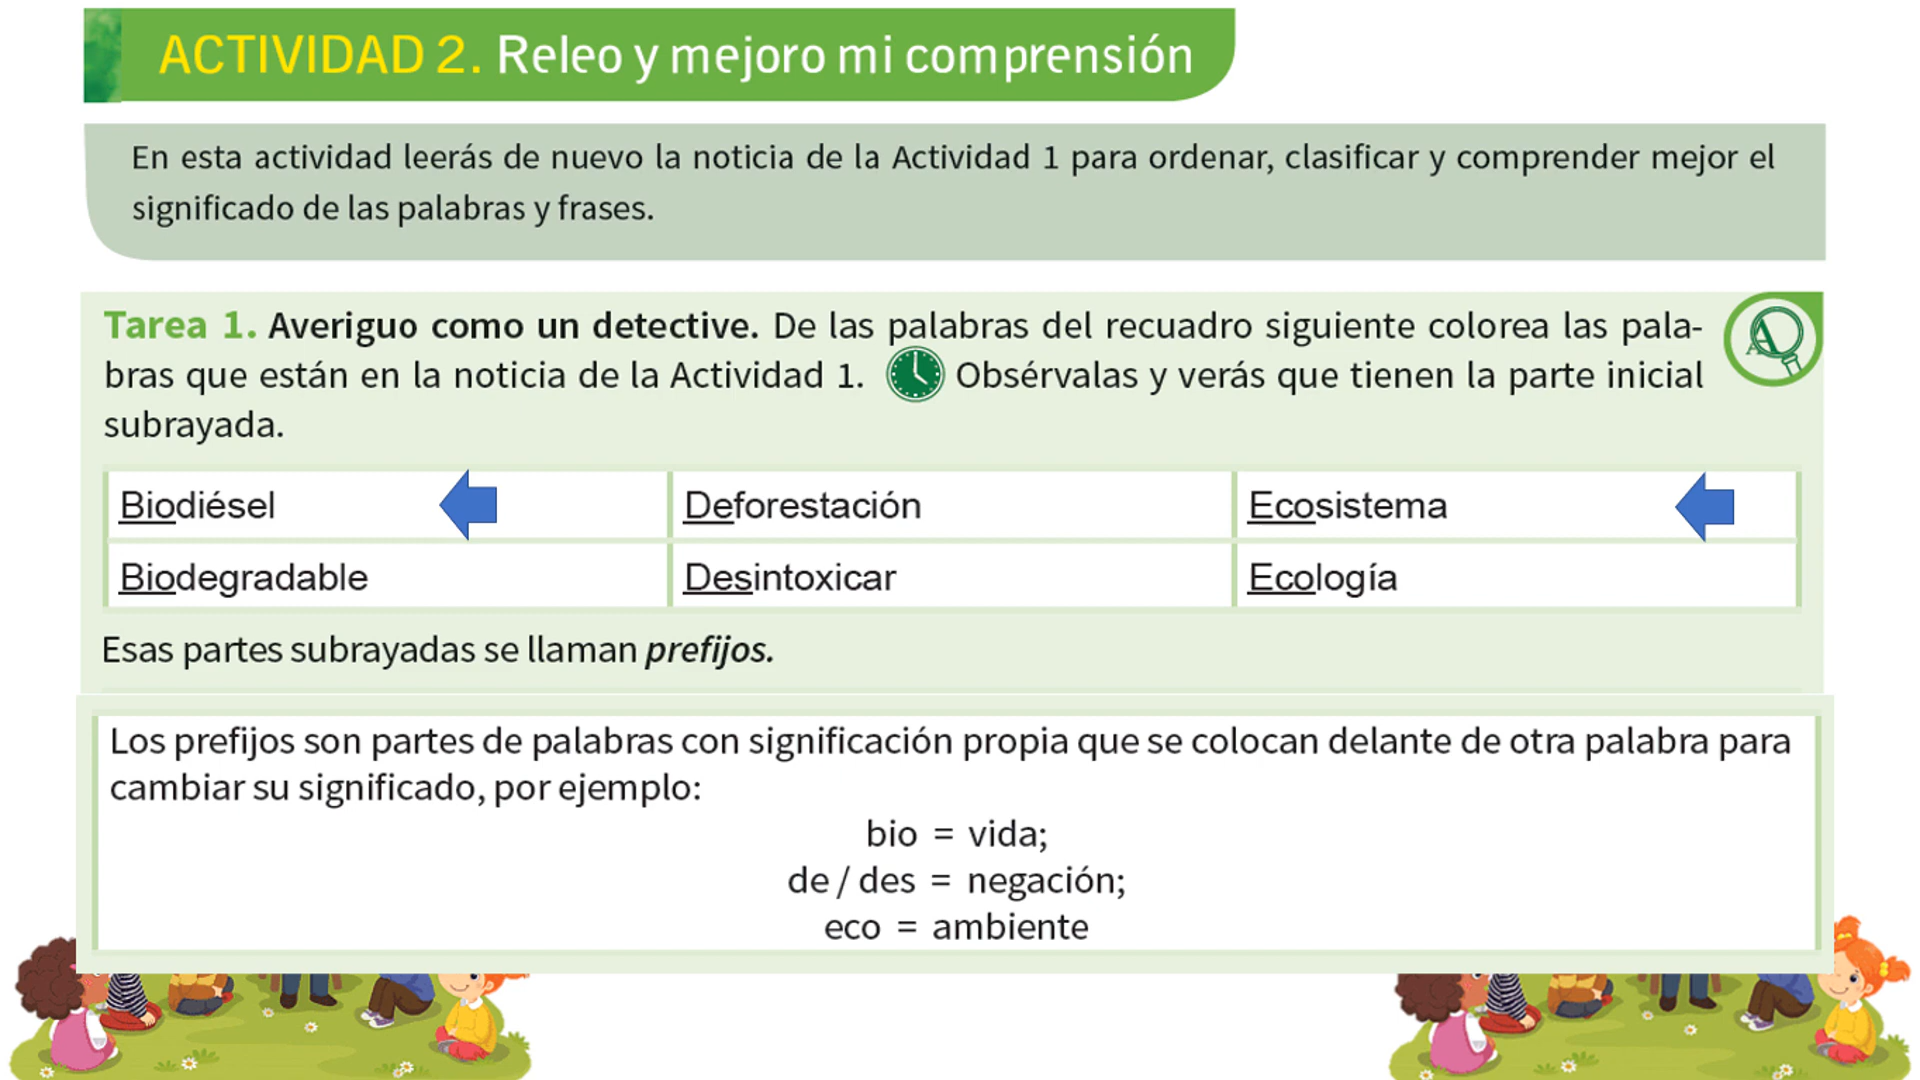 ACTIVIDAD 2. Releo y mejoro mi comprensión
En esta actividad leerás de nuevo la noticia de la Actividad 1 para ordenar, clasificar y comprender mejor el
significado de las palabras y frases.
Tarea 1. Averiguo como un detective. De las palabras del recuadro siguiente colorea las pala-
bras que están en la noticia de la Actividad 1. Obsérvalas y verás que tienen la parte inicial
subrayada.
Biodiésel Deforestación Ecosistema
Biodegradable Desintoxicar Ecología
Esas partes subrayadas se llaman prefijos.
Los prefijos son partes de palabras con significación propia que se colocan delante de otra palabra para
cambiar su significado, por ejemplo:
bio = vida;
de / des = negación;
eco = ambiente